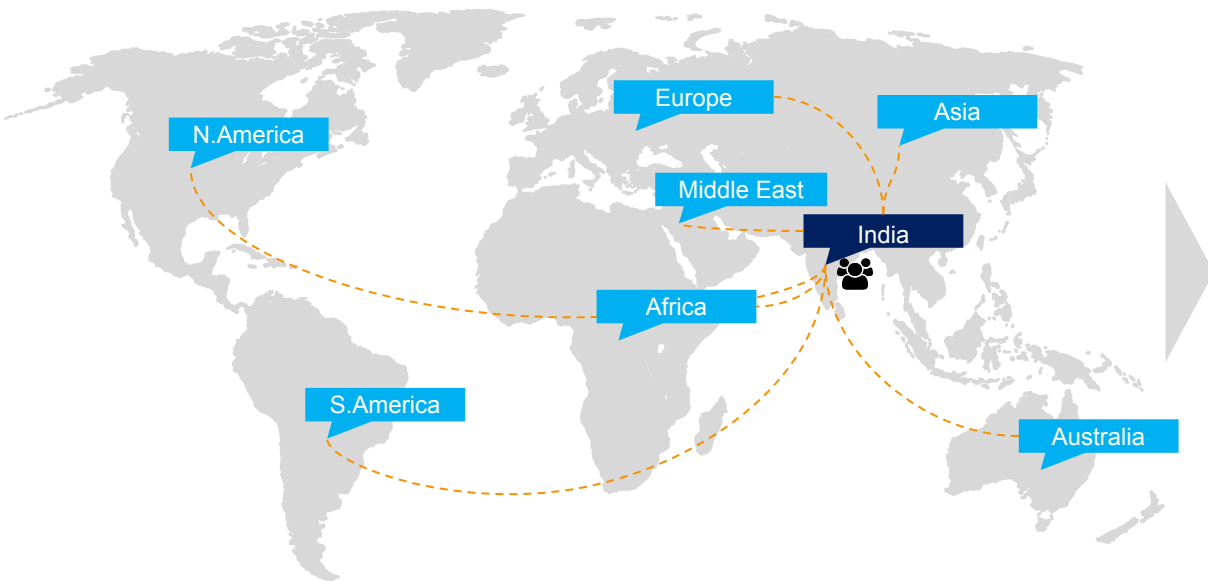 Europe
Asia
N.America
Middle East
India
Africa
S.America
Australia